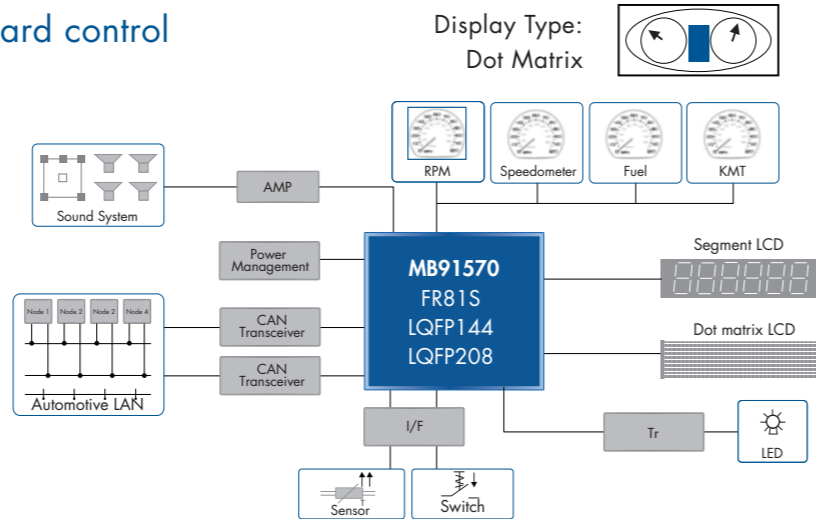 ard control
Display Type:
Dot Matrix
RPM
Speedometer
Fuel
KMT
Sound System
AMP
Power
Management
MB91570
FR81S
LQFP144
LQFP208
Segment LCD
Dot matrix LCD
Node 1
Node 2
Node 2
Node 4
CAN
Transceiver
CAN
Transceiver
Automotive LAN
I/F
Tr
LED
T
Sensor
Switch